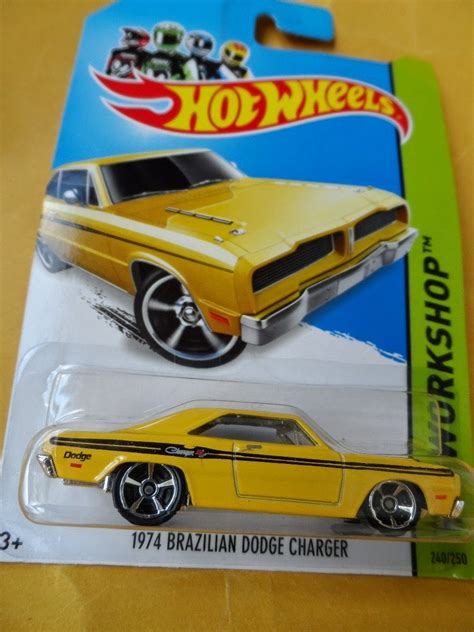 HOT WHEELS
WORKSHOP™
Dodge
Charger R/T
3+
1974 BRAZILIAN DODGE CHARGER
240/250